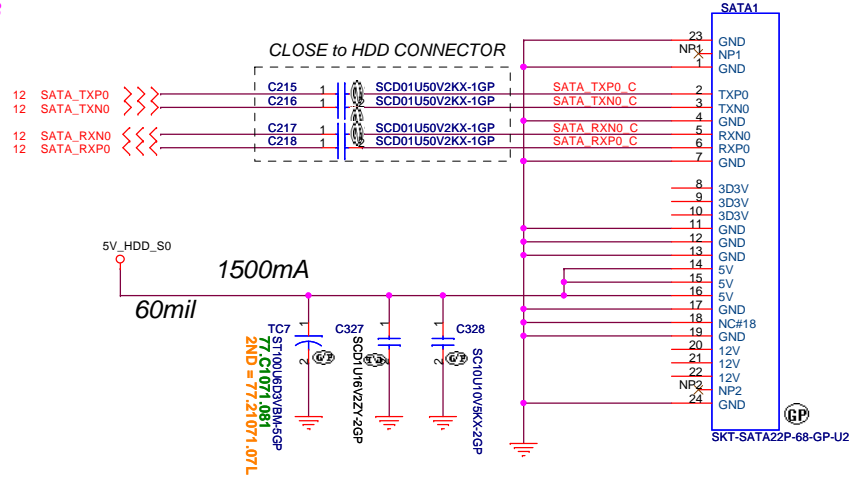 SATA1
CLOSE to HDD CONNECTOR
23 GND
NP1 NP1
1 GND
12 SATA_TXP0 C215 1 SCD01U50V2KX-1GP SATA_TXP0_C 2 TXP0
12 SATA_TXN0 C216 1 SCD01U50V2KX-1GP SATA_TXN0_C 3 TXN0
4 GND
12 SATA_RXN0 C217 1 SCD01U50V2KX-1GP SATA_RXN0_C 5 RXN0
12 SATA_RXP0 C218 1 SCD01U50V2KX-1GP SATA_RXP0_C 6 RXP0
7 GND
8 3D3V
9 3D3V
10 3D3V
11 GND
12 GND
13 GND
14 5V
15 5V
16 5V
17 GND
18 NC#18
19 GND
20 12V
21 12V
22 12V
NP2 NP2
24 GND
GP
SKT-SATA22P-68-GP-U2
5V_HDD_S0
1500mA
60mil
TC7 1 2 GP
ST100U6D3VBM-5GP
77.C1071.081
2ND = 77.21071.07L
C327 1 2 GP
SCD1U16V2ZY-2GP
C328 1 2 GP
SC10U10V5KX-2GP